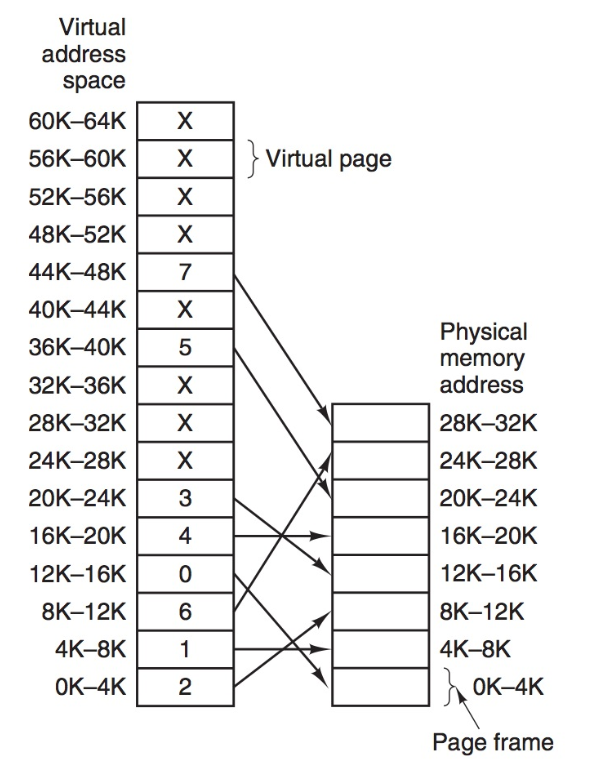 Virtual
address
space
60K–64K X
56K–60K X Virtual page
52K–56K X
48K–52K X
44K–48K 7
40K–44K X
36K–40K 5
32K–36K X
28K–32K X
24K–28K X
20K–24K 3
16K–20K 4
12K–16K 0
8K–12K 6
4K–8K 1
0K–4K 2
Physical
memory
address
28K–32K
24K–28K
20K–24K
16K–20K
12K–16K
8K–12K
4K–8K
0K–4K
Page frame